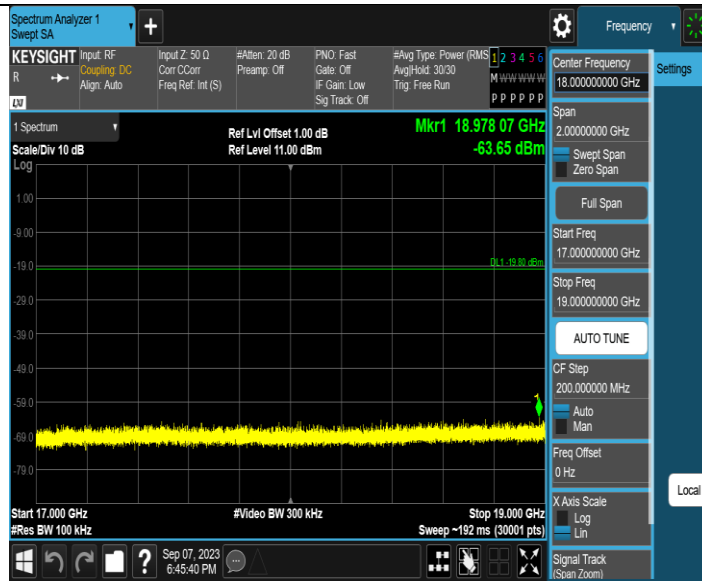 Spectrum Analyzer 1
Swept SA
+
Frequency
KEYSIGHT
R
LXI
Input: RF
Coupling: DC
Align: Auto
Input Z: 50 Ω
Corr CCorr
Freq Ref: Int (S)
#Atten: 20 dB
Preamp: Off
PNO: Fast
Gate: Off
IF Gain: Low
Sig Track: Off
#Avg Type: Power (RMS
Avg|Hold: 30/30
Trig: Free Run
1 2 3 4 5 6
M W W W W W
P P P P P P
1 Spectrum
Scale/Div 10 dB
Log
Ref Lvl Offset 1.00 dB
Ref Level 11.00 dBm
Mkr1 18.978 07 GHz
-63.65 dBm
1.00
-9.00
-19.0
-29.0
-39.0
-49.0
-59.0
-69.0
-79.0
DL1 -19.80 dBm
1
Start 17.000 GHz
#Res BW 100 kHz
#Video BW 300 kHz
Stop 19.000 GHz
Sweep ~192 ms (30001 pts)
?
Sep 07, 2023
6:45:40 PM
Center Frequency
18.000000000 GHz
Span
2.00000000 GHz
Swept Span
Zero Span
Full Span
Start Freq
17.000000000 GHz
Stop Freq
19.000000000 GHz
AUTO TUNE
CF Step
200.000000 MHz
Auto
Man
Freq Offset
0 Hz
X Axis Scale
Log
Lin
Signal Track
(Span Zoom)
Settings
Local